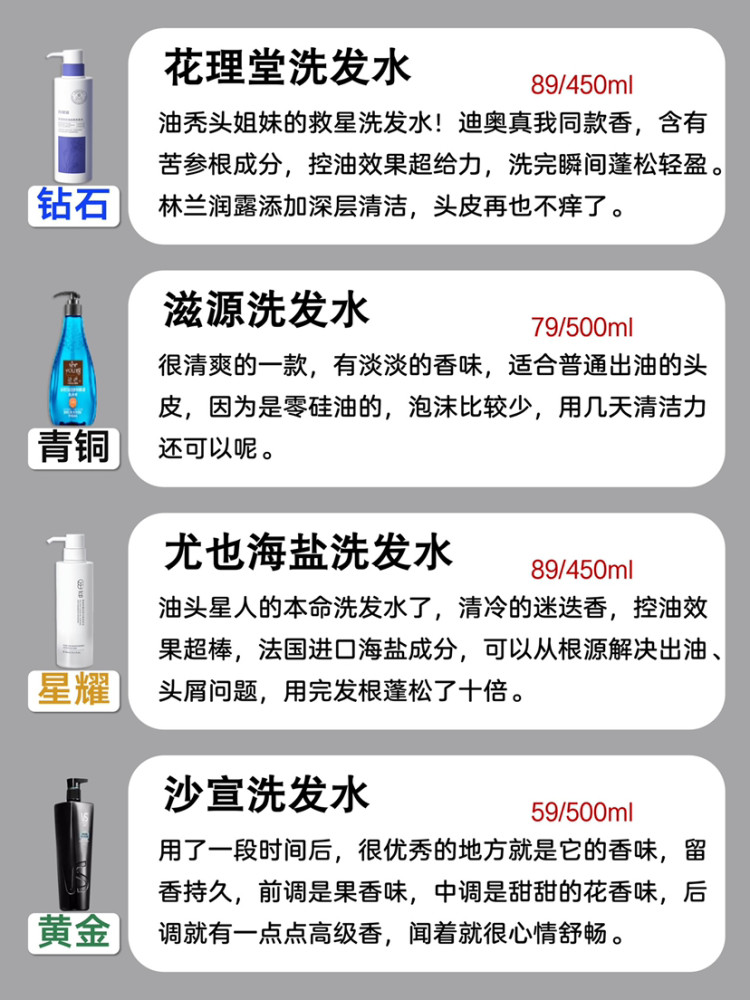 花理堂洗发水
89/450ml
油秃头姐妹的救星洗发水！迪奥真我同款香，含有
苦参根成分，控油效果超给力，洗完瞬间蓬松轻盈。
林兰润露添加深层清洁，头皮再也不痒了。
钻石
滋源洗发水
79/500ml
很清爽的一款，有淡淡的香味，适合普通出油的头
皮，因为是零硅油的，泡沫比较少，用几天清洁力
还可以呢。
青铜
尤也海盐洗发水
89/450ml
油头星人的本命洗发水了，清冷的迷迭香，控油效
果超棒，法国进口海盐成分，可以从根源解决出油、
头屑问题，用完发根蓬松了十倍。
星耀
沙宣洗发水
59/500ml
用了一段时间后，很优秀的地方就是它的香味，留
香持久，前调是果香味，中调是甜甜的花香味，后
调就有一点点高级香，闻着就很心情舒畅。
黄金